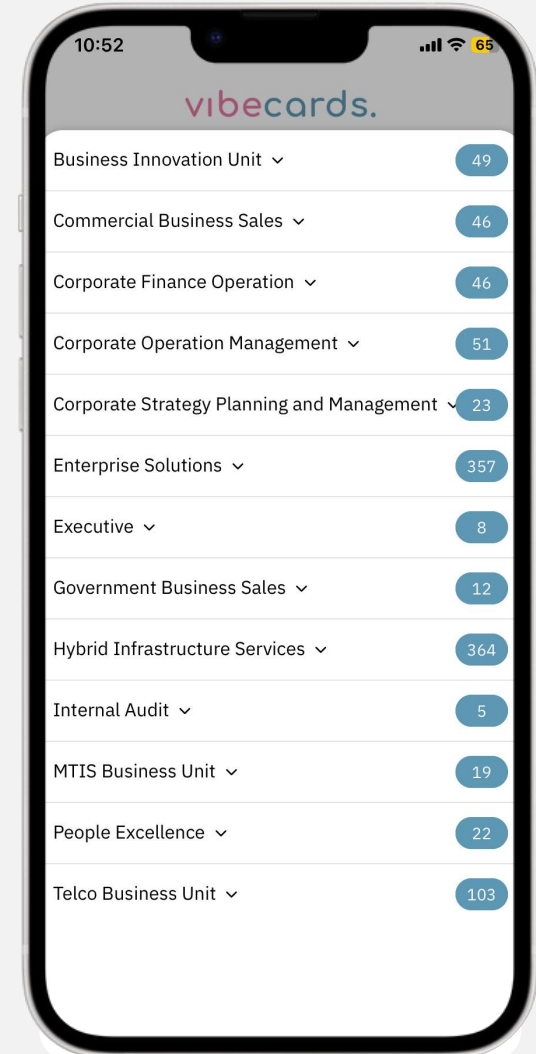 10:52
65
vibecards.
Business Innovation Unit 49
Commercial Business Sales 46
Corporate Finance Operation 46
Corporate Operation Management 51
Corporate Strategy Planning and Management 23
Enterprise Solutions 357
Executive 8
Government Business Sales 12
Hybrid Infrastructure Services 364
Internal Audit 5
MTIS Business Unit 19
People Excellence 22
Telco Business Unit 103